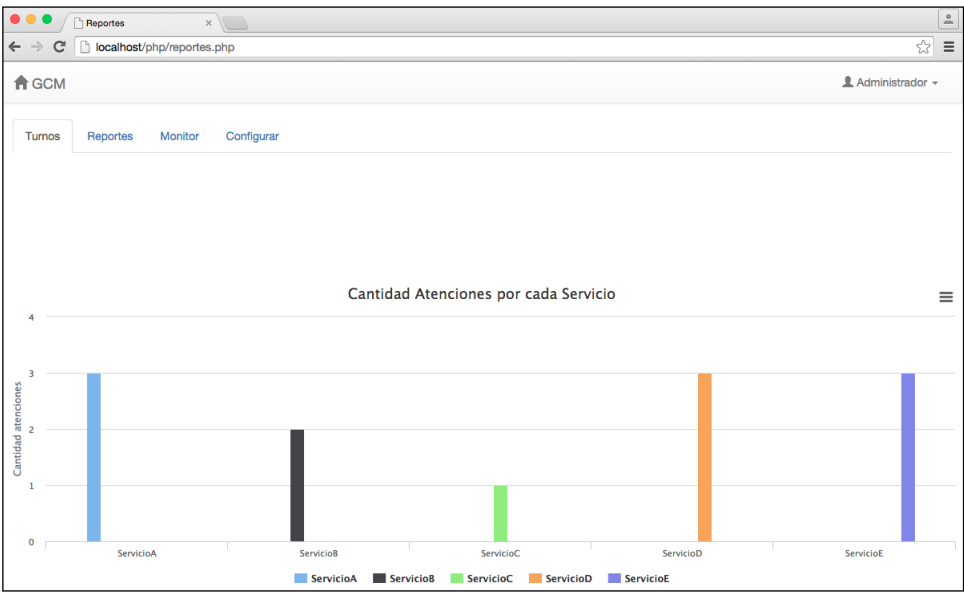 Reportes
localhost/php/reportes.php
GCM
Administrador
Turnos Reportes Monitor Configurar
Cantidad Atenciones por cada Servicio
Cantidad atenciones
4
3
2
1
0
ServicioA ServicioB ServicioC ServicioD ServicioE
ServicioA ServicioB ServicioC ServicioD ServicioE